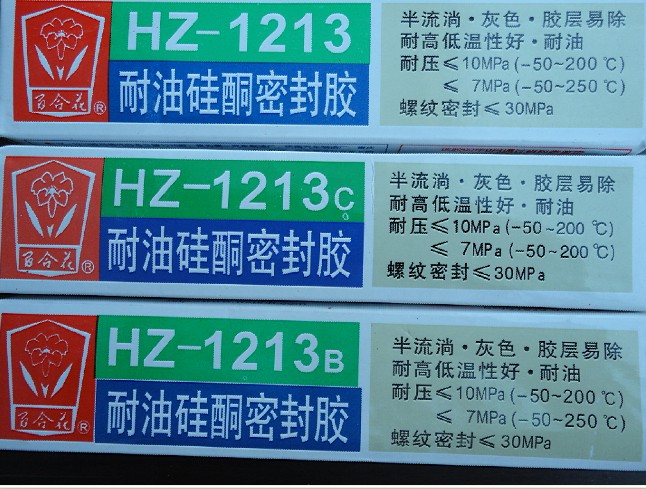 百合花®
HZ-1213
耐油硅酮密封胶
半流淌·灰色·胶层易除
耐高低温性好·耐油
耐压≤10MPa(-50~200℃)
≤ 7MPa(-50~250℃)
螺纹密封≤30MPa
百合花®
HZ-1213C
耐油硅酮密封胶
半流淌·灰色·胶层易除
耐高低温性好·耐油
耐压≤10MPa(-50~200℃)
≤ 7MPa(-50~200℃)
螺纹密封≤30MPa
百合花®
HZ-1213B
耐油硅酮密封胶
半流淌·灰色·胶层易除
耐高低温性好·耐油
耐压≤10MPa(-50~200℃)
≤ 7MPa(-50~250℃)
螺纹密封≤30MPa